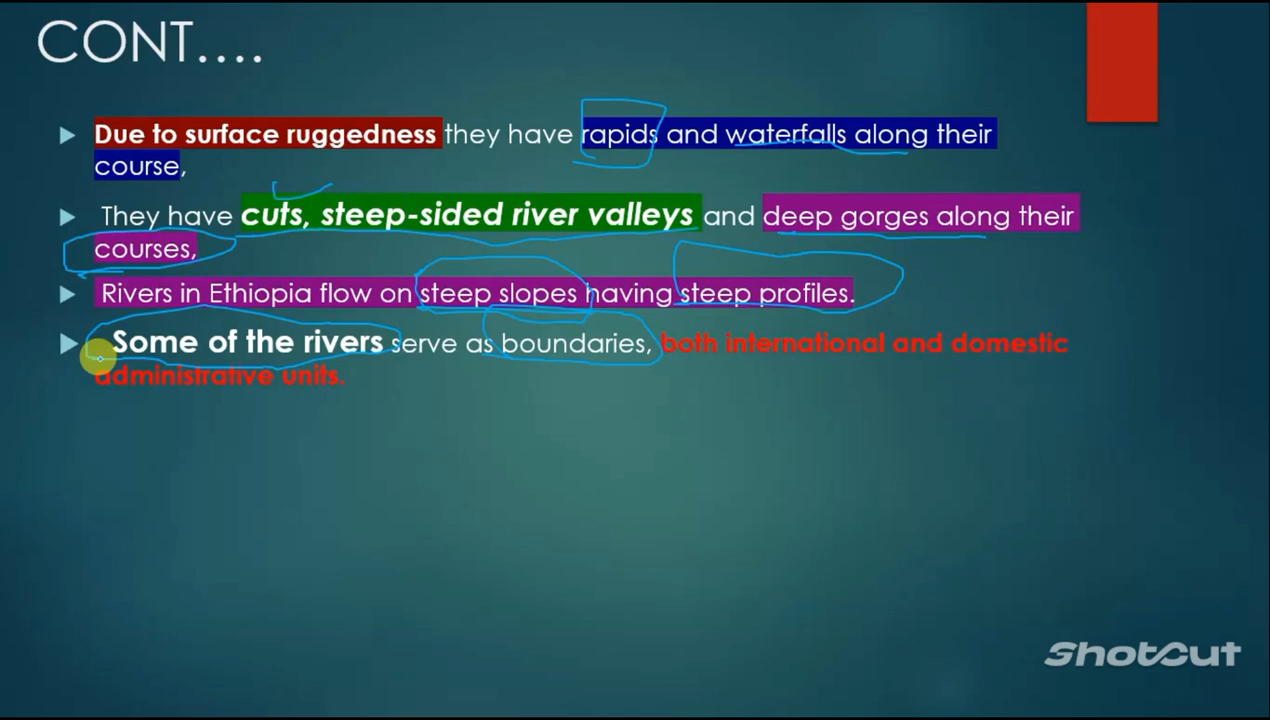 CONT....
Due to surface ruggedness they have rapids and waterfalls along their
course,
They have cuts, steep-sided river valleys and deep gorges along their
courses,
Rivers in Ethiopia flow on steep slopes having steep profiles.
Some of the rivers serve as boundaries, both international and domestic
administrative units.
ShotCut